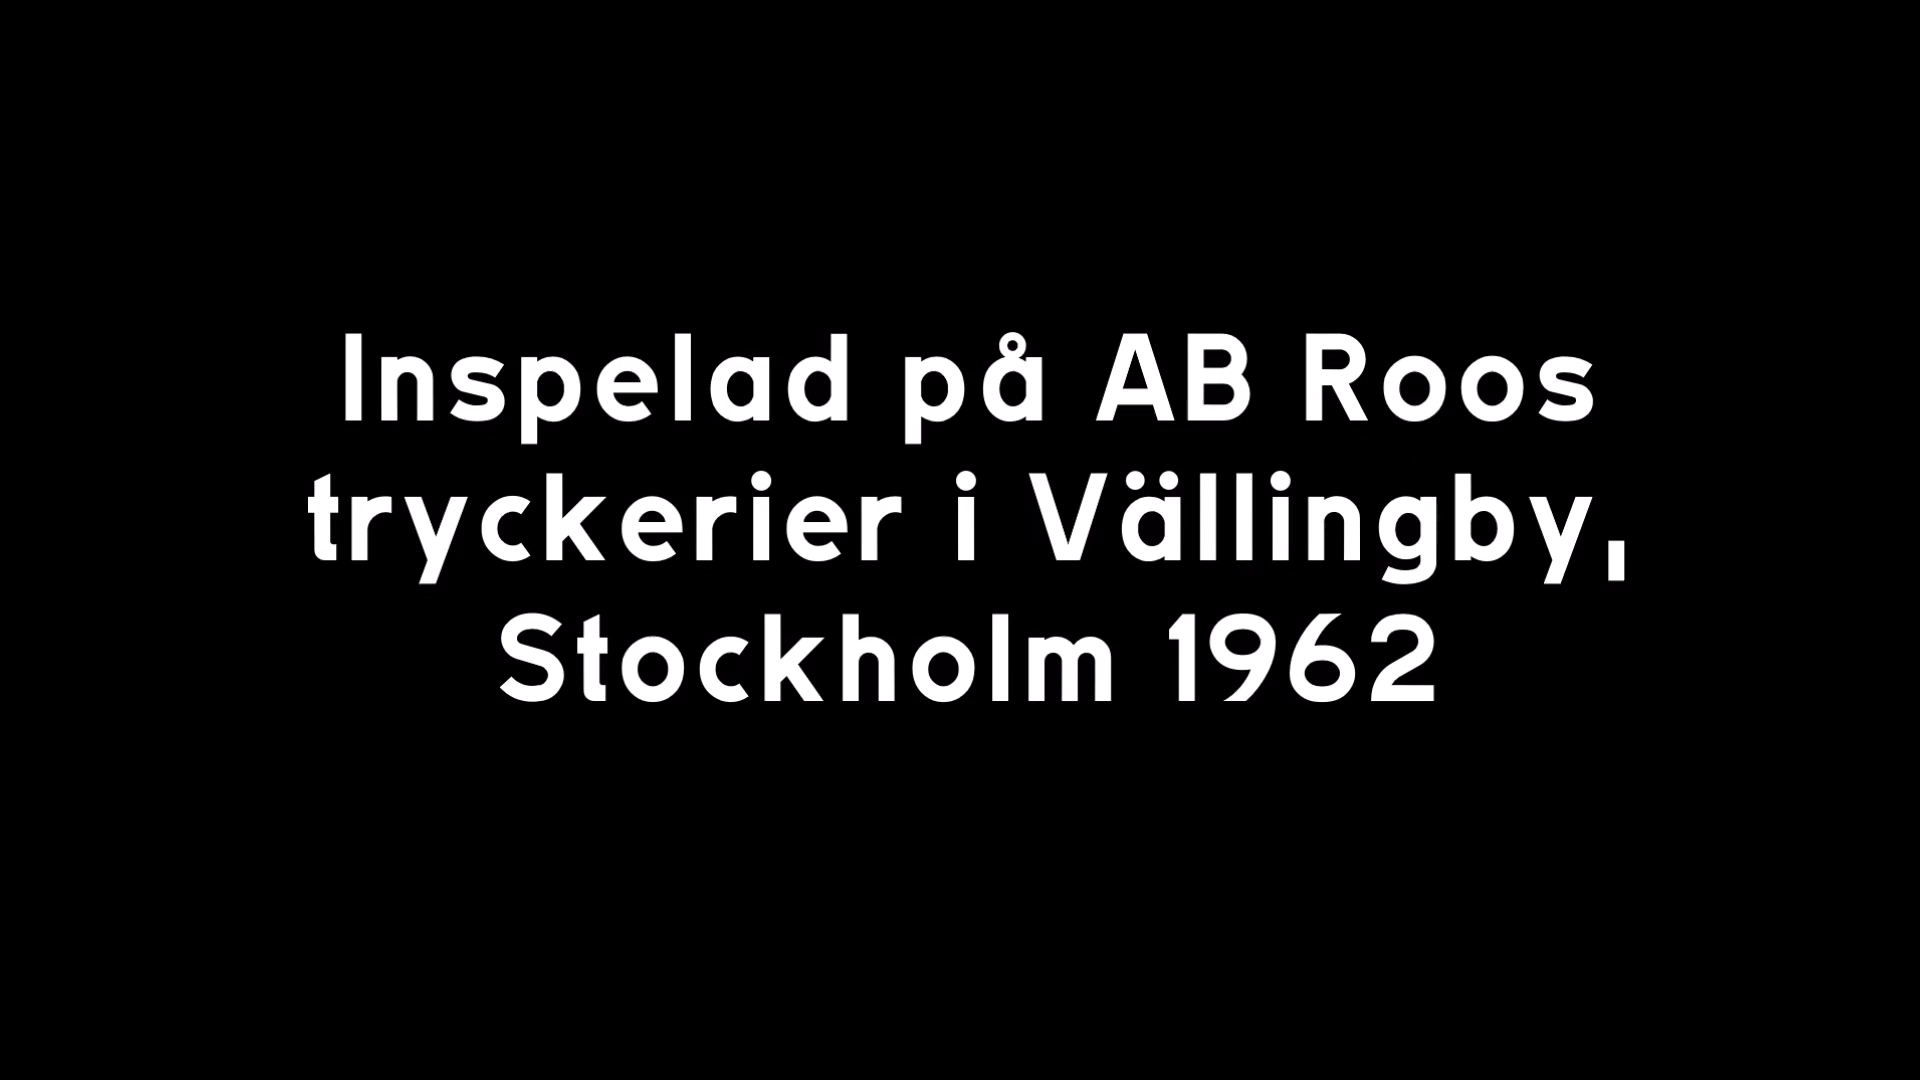 Inspelad på AB Roos
tryckerier i Vällingby,
Stockholm 1962